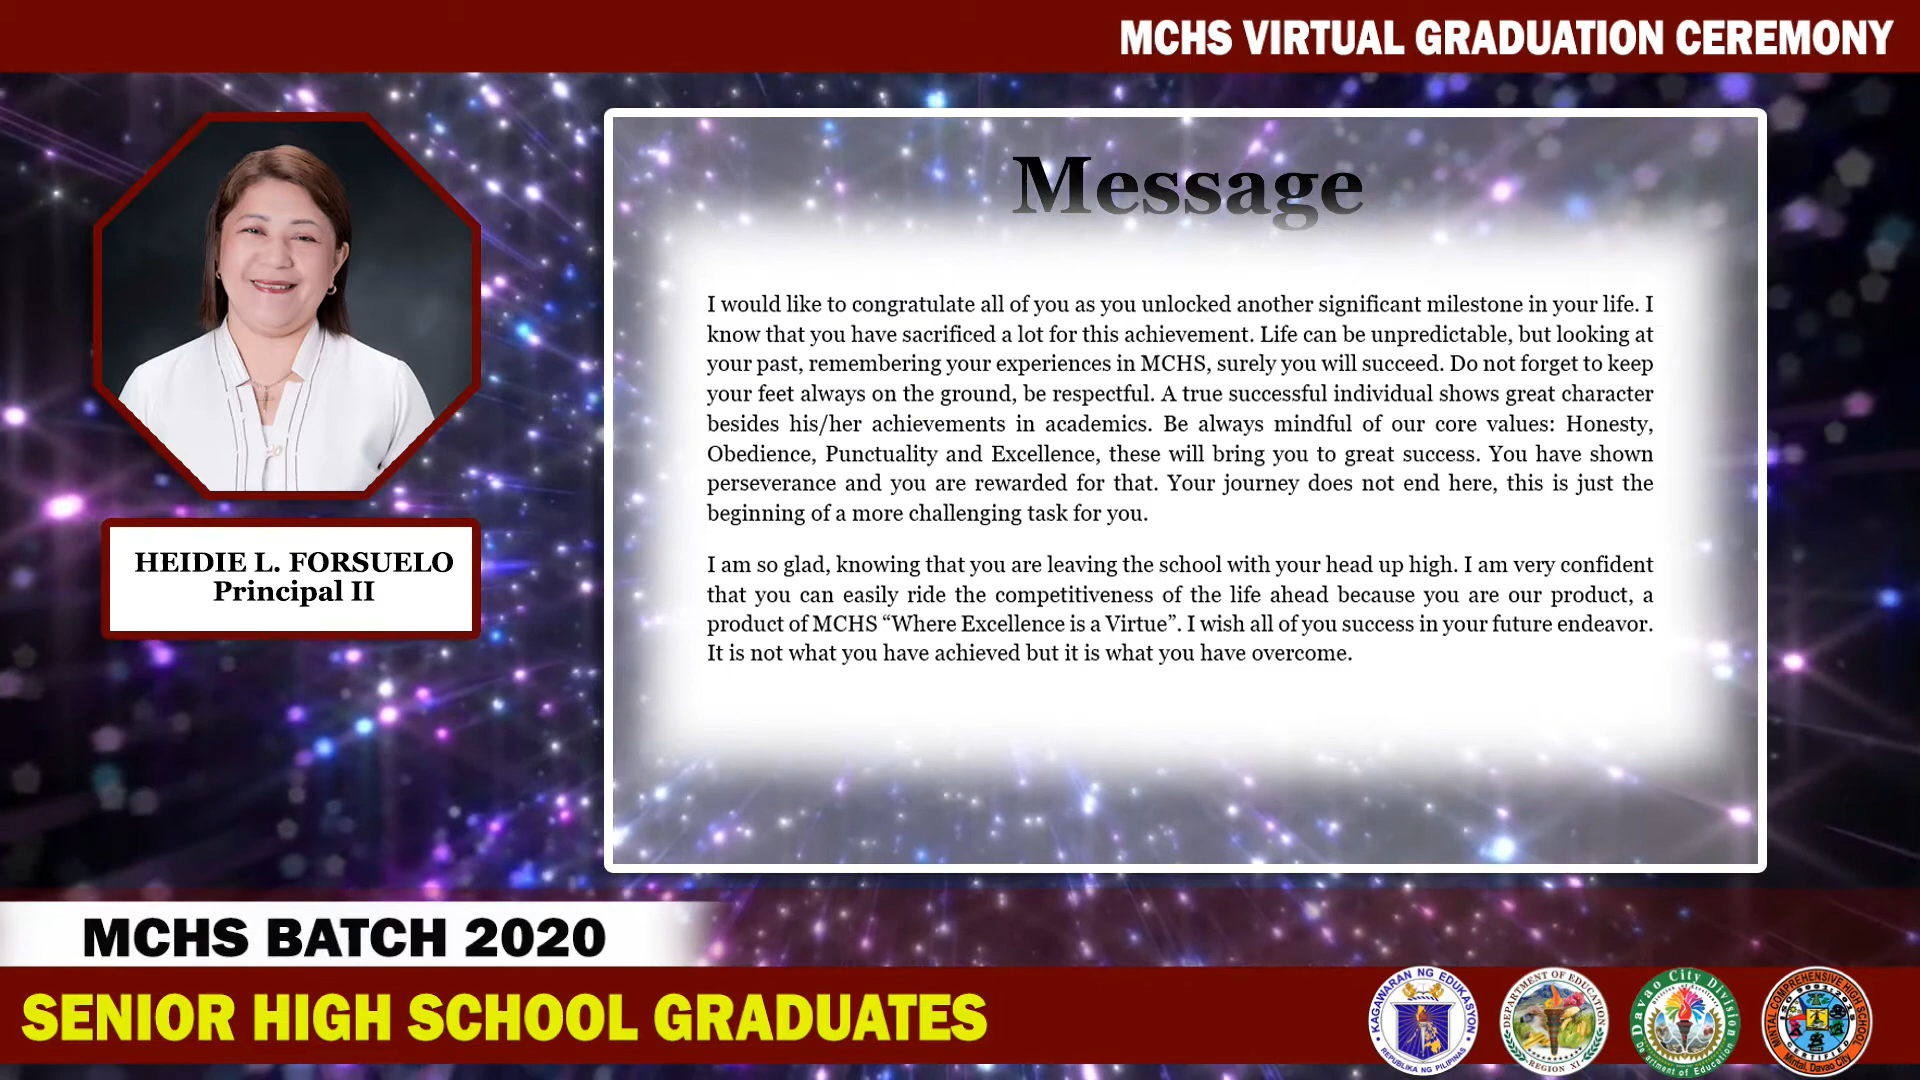 MCHS VIRTUAL GRADUATION CEREMONY
Message
I would like to congratulate all of you as you unlocked another significant milestone in your life. I
know that you have sacrificed a lot for this achievement. Life can be unpredictable, but looking at
your past, remembering your experiences in MCHS, surely you will succeed. Do not forget to keep
your feet always on the ground, be respectful. A true successful individual shows great character
besides his/her achievements in academics. Be always mindful of our core values: Honesty,
Obedience, Punctuality and Excellence, these will bring you to great success. You have shown
perseverance and you are rewarded for that. Your journey does not end here, this is just the
beginning of a more challenging task for you.
I am so glad, knowing that you are leaving the school with your head up high. I am very confident
that you can easily ride the competitiveness of the life ahead because you are our product, a
product of MCHS “Where Excellence is a Virtue”. I wish all of you success in your future endeavor.
It is not what you have achieved but it is what you have overcome.
HEIDIE L. FORSUELO
Principal II
MCHS BATCH 2020
SENIOR HIGH SCHOOL GRADUATES
KAGAWARAN NG EDUKASYON
REPUBLIKA NG PILIPINAS
DEPARTMENT OF EDUCATION
REGION XI
Davao City Division
Department of Education
MINTAL COMPREHENSIVE HIGH SCHOOL
ISO 9001:2015
CERTIFIED
Mintal, Davao City